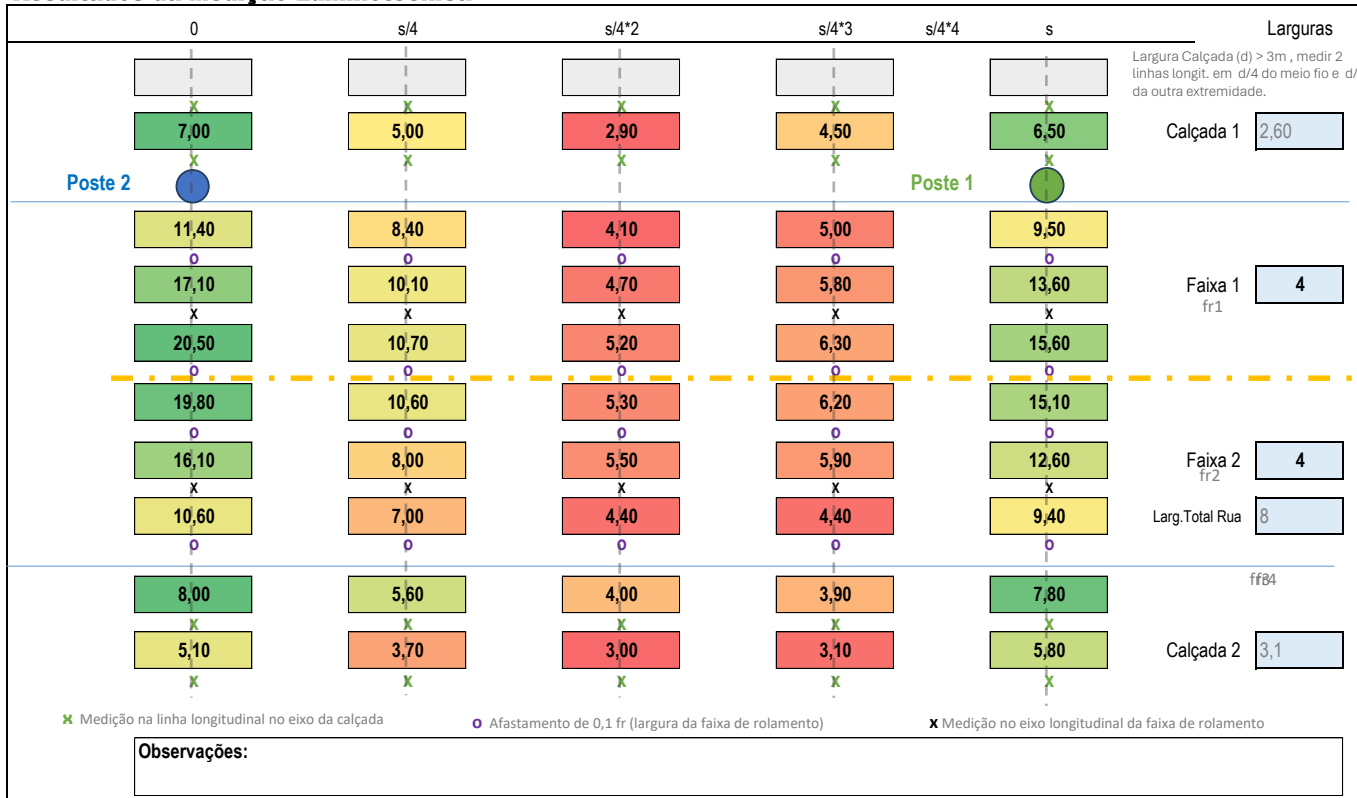 0 s/4 s/4*2 s/4*3 s/4*4 s Larguras
Largura Calçada (d) > 3m , medir 2
linhas longit. em d/4 do meio fio e d/
da outra extremidade.
x x x x x
7,00 5,00 2,90 4,50 6,50 Calçada 1 2,60
x x x x x
Poste 2 Poste 1
11,40 8,40 4,10 5,00 9,50
o o o o o
17,10 10,10 4,70 5,80 13,60 Faixa 1 4
fr1
x x x x x
20,50 10,70 5,20 6,30 15,60
o o o o o
19,80 10,60 5,30 6,20 15,10
o o o o o
16,10 8,00 5,50 5,90 12,60 Faixa 2 4
fr2
x x x x x
10,60 7,00 4,40 4,40 9,40 Larg.Total Rua 8
o o o o o
8,00 5,60 4,00 3,90 7,80
x x x x x
5,10 3,70 3,00 3,10 5,80 Calçada 2 3,1
x x x x x
x Medição na linha longitudinal no eixo da calçada o Afastamento de 0,1 fr (largura da faixa de rolamento) x Medição no eixo longitudinal da faixa de rolamento
Observações: